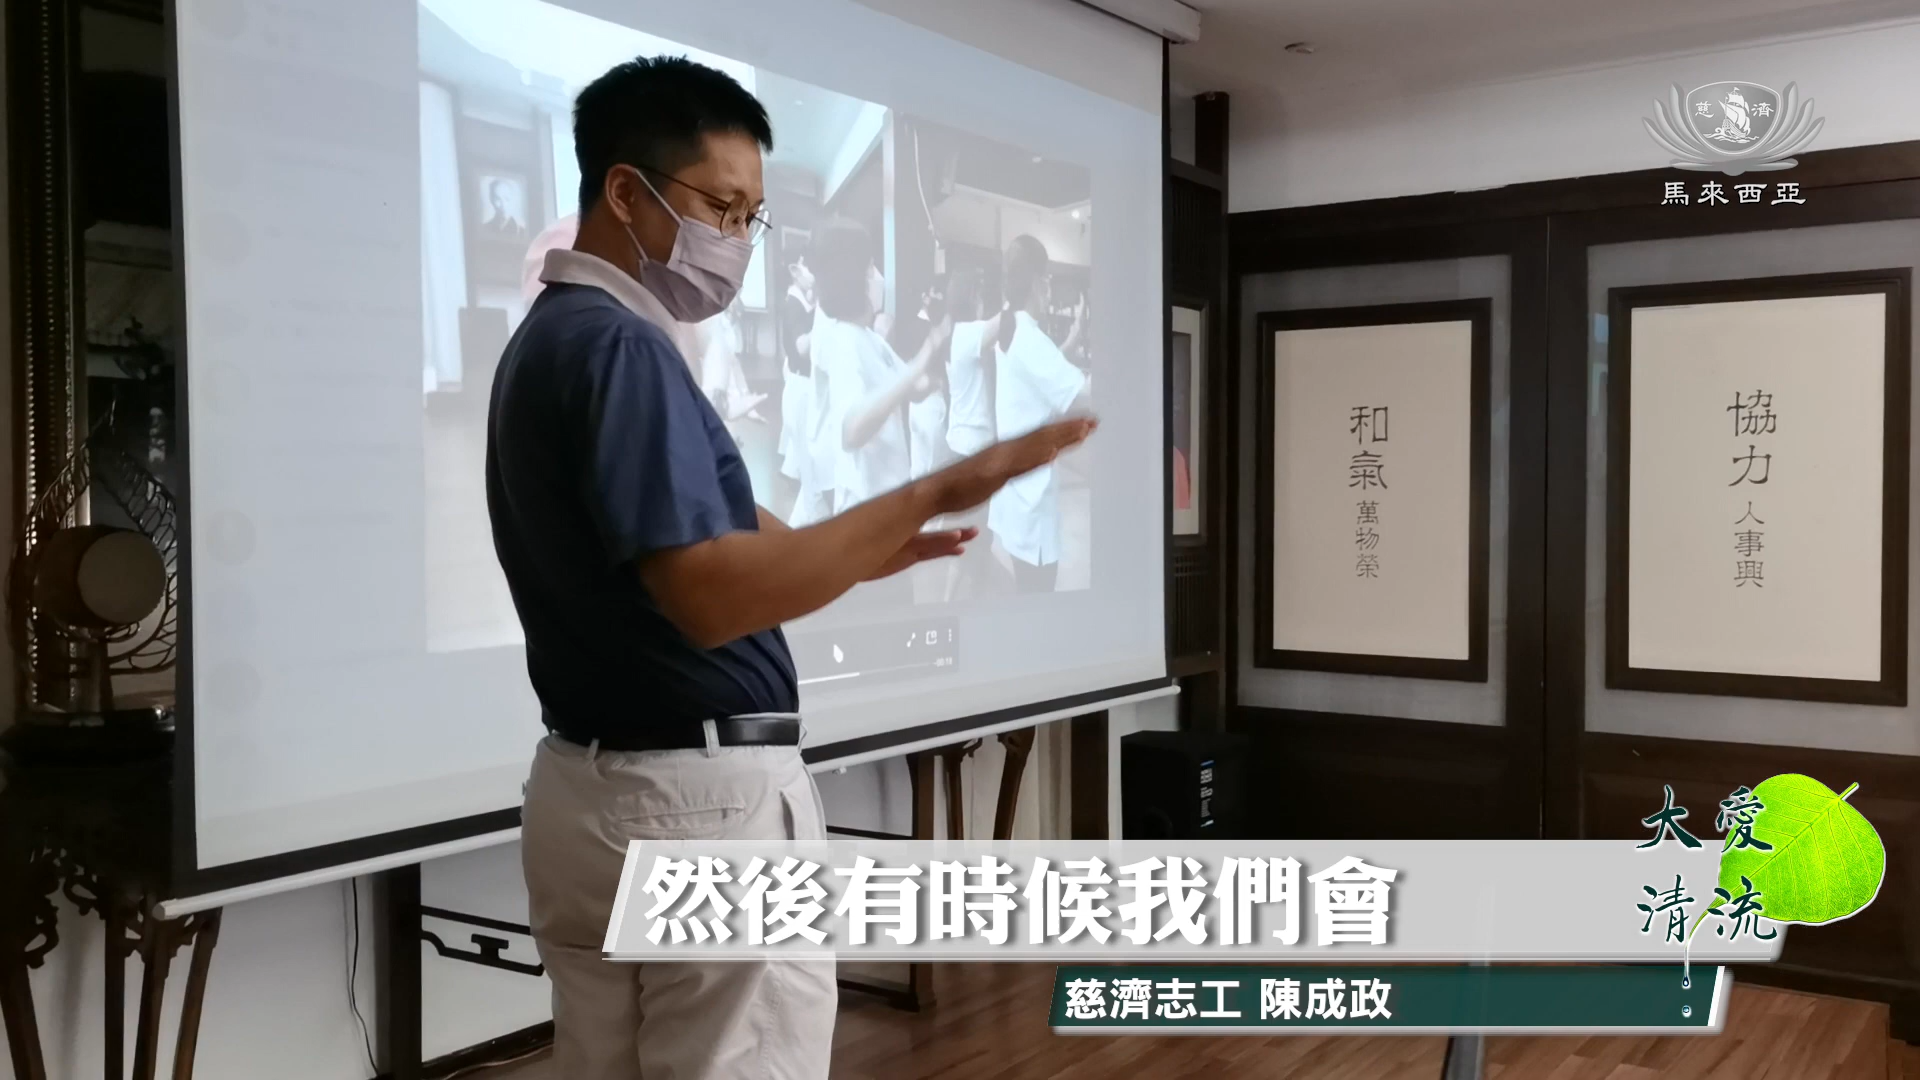 慈濟
馬來西亞
和氣 萬物榮
協力 人事興
大愛
清流
然後有時候我們會
慈濟志工 陳成政